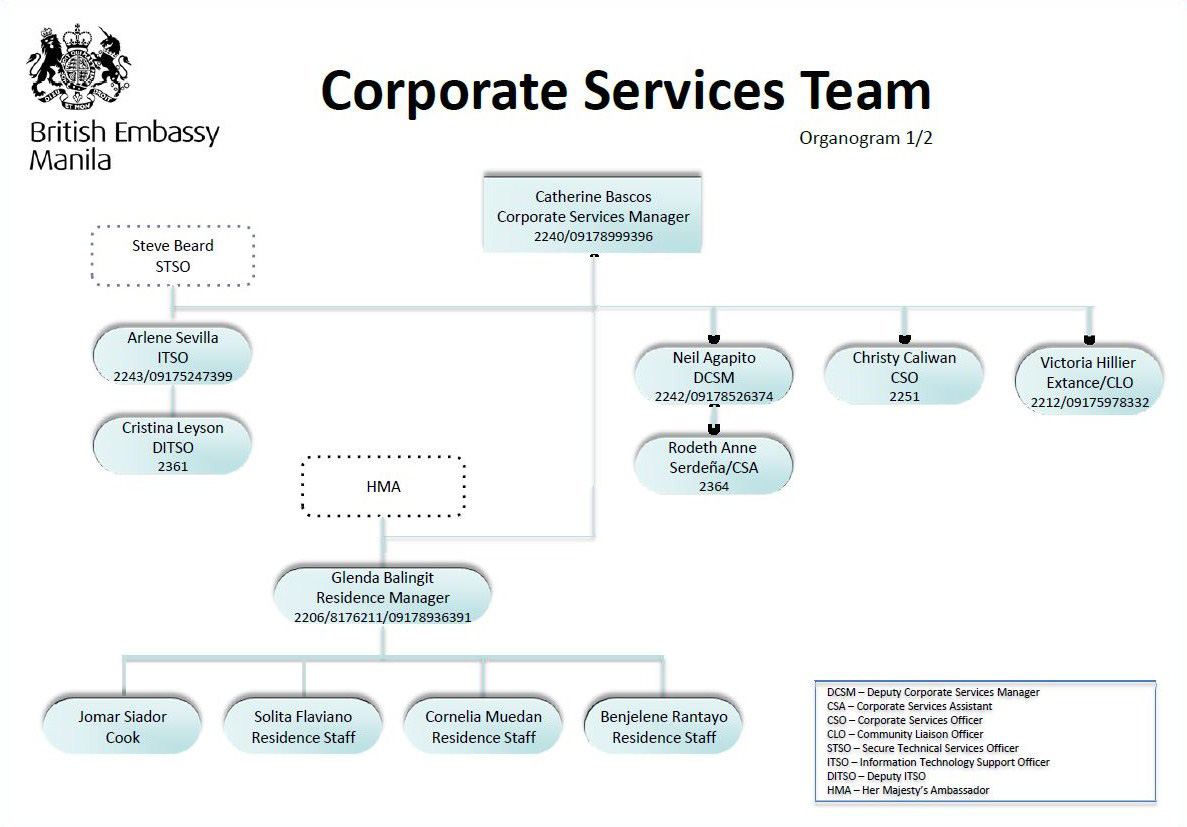 British Embassy
Manila
Corporate Services Team
Organogram 1/2
Catherine Bascos
Corporate Services Manager
2240/09178999396
Steve Beard
STSO
Arlene Sevilla
ITSO
2243/09175247399
Cristina Leyson
DITSO
2361
Neil Agapito
DCSM
2242/09178526374
Rodeth Anne
Serdeña/CSA
2364
Christy Caliwan
CSO
2251
Victoria Hillier
Extance/CLO
2212/09175978332
HMA
Glenda Balingit
Residence Manager
2206/8176211/09178936391
Jomar Siador
Cook
Solita Flaviano
Residence Staff
Cornelia Muedan
Residence Staff
Benjelene Rantayo
Residence Staff
DCSM – Deputy Corporate Services Manager
CSA – Corporate Services Assistant
CSO – Corporate Services Officer
CLO – Community Liaison Officer
STSO – Secure Technical Services Officer
ITSO – Information Technology Support Officer
DITSO – Deputy ITSO
HMA – Her Majesty's Ambassador